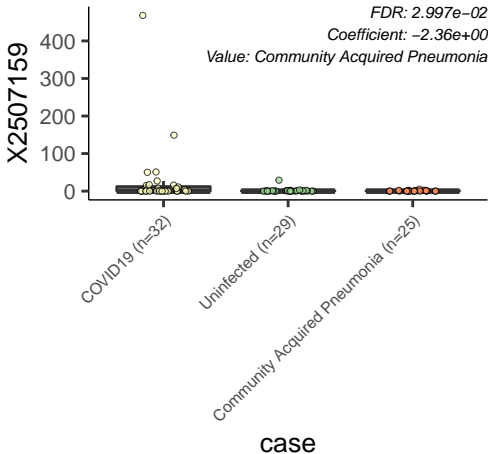 FDR: 2.997e−02
Coefficient: −2.36e+00
Value: Community Acquired Pneumonia
X2507159
400
300
200
100
0
COVID19 (n=32)
Uninfected (n=29)
Community Acquired Pneumonia (n=25)
case